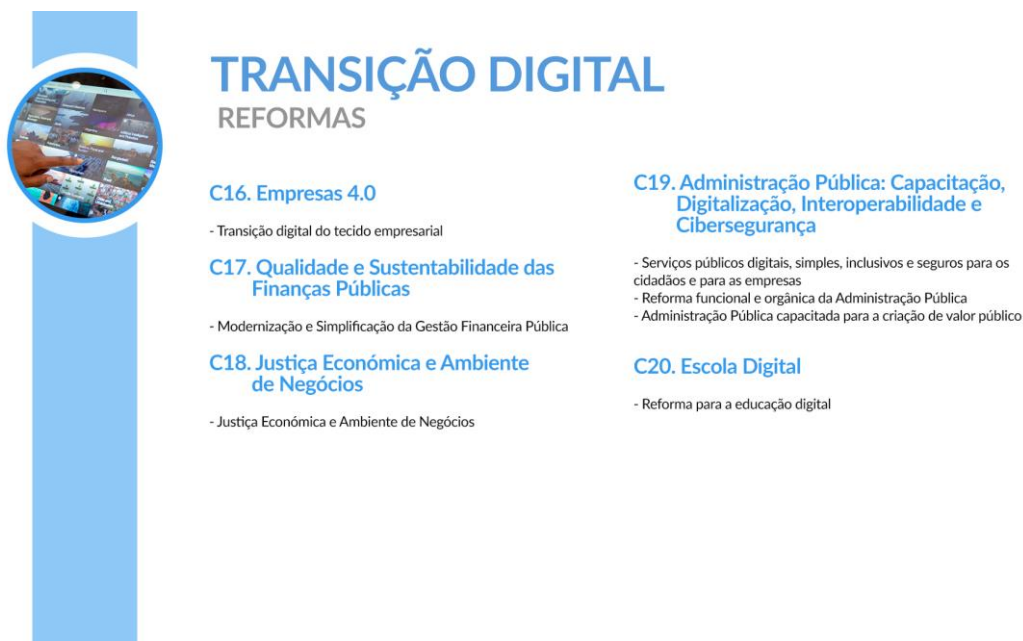 TRANSIÇÃO DIGITAL
REFORMAS
C16. Empresas 4.0
- Transição digital do tecido empresarial
C17. Qualidade e Sustentabilidade das
Finanças Públicas
- Modernização e Simplificação da Gestão Financeira Pública
C18. Justiça Económica e Ambiente
de Negócios
- Justiça Económica e Ambiente de Negócios
C19. Administração Pública: Capacitação,
Digitalização, Interoperabilidade e
Cibersegurança
- Serviços públicos digitais, simples, inclusivos e seguros para os
cidadãos e para as empresas
- Reforma funcional e orgânica da Administração Pública
- Administração Pública capacitada para a criação de valor público
C20. Escola Digital
- Reforma para a educação digital